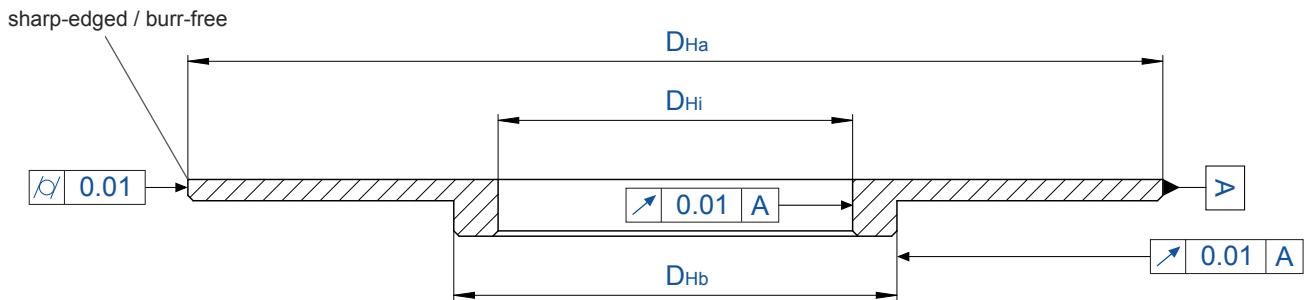 sharp-edged / burr-free
DHa
DHi
0.01
A
0.01 A
0.01 A
DHb